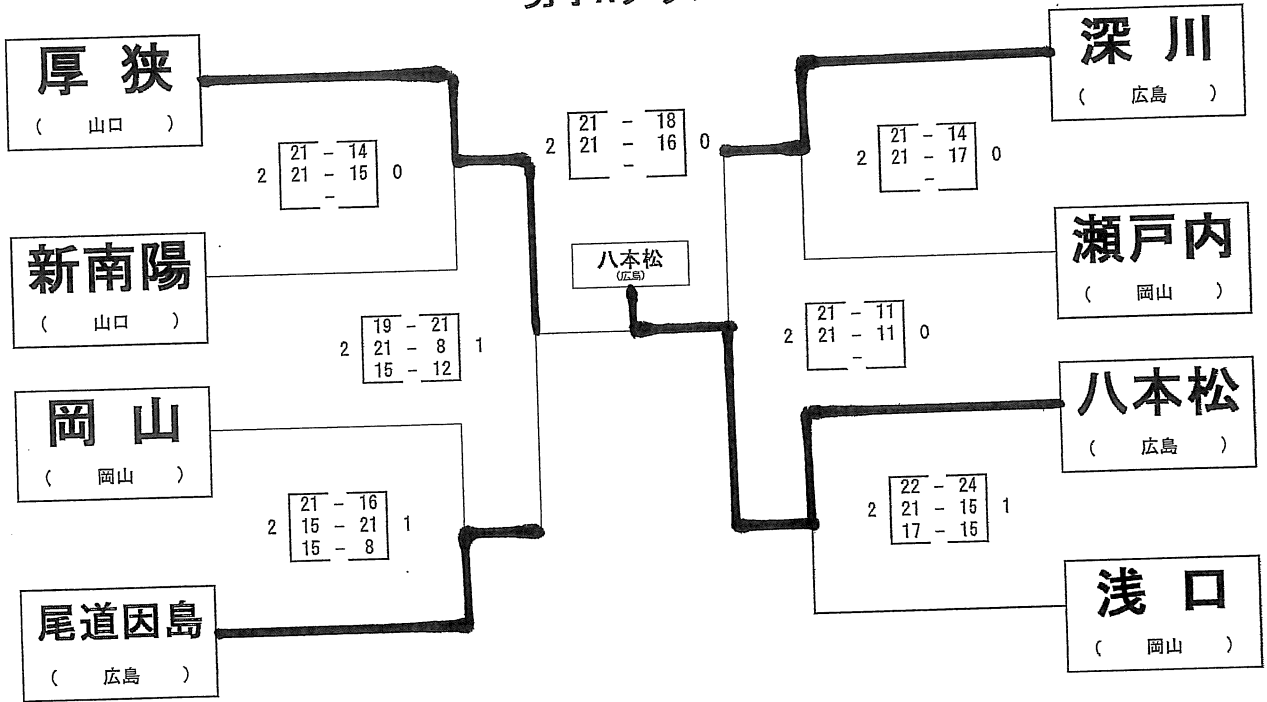 厚狭
( 山口 )
2 21 - 14 0
21 - 15
-
新南陽
( 山口 )
2 19 - 21 1
21 - 8
15 - 12
岡山
( 岡山 )
2 21 - 16 1
15 - 21
15 - 8
尾道因島
( 広島 )
2 21 - 18 0
21 - 16
-
八本松
(広島)
深川
( 広島 )
2 21 - 14 0
21 - 17
-
瀬戸内
( 岡山 )
2 21 - 11 0
21 - 11
-
八本松
( 広島 )
2 22 - 24 1
21 - 15
17 - 15
浅口
( 岡山 )